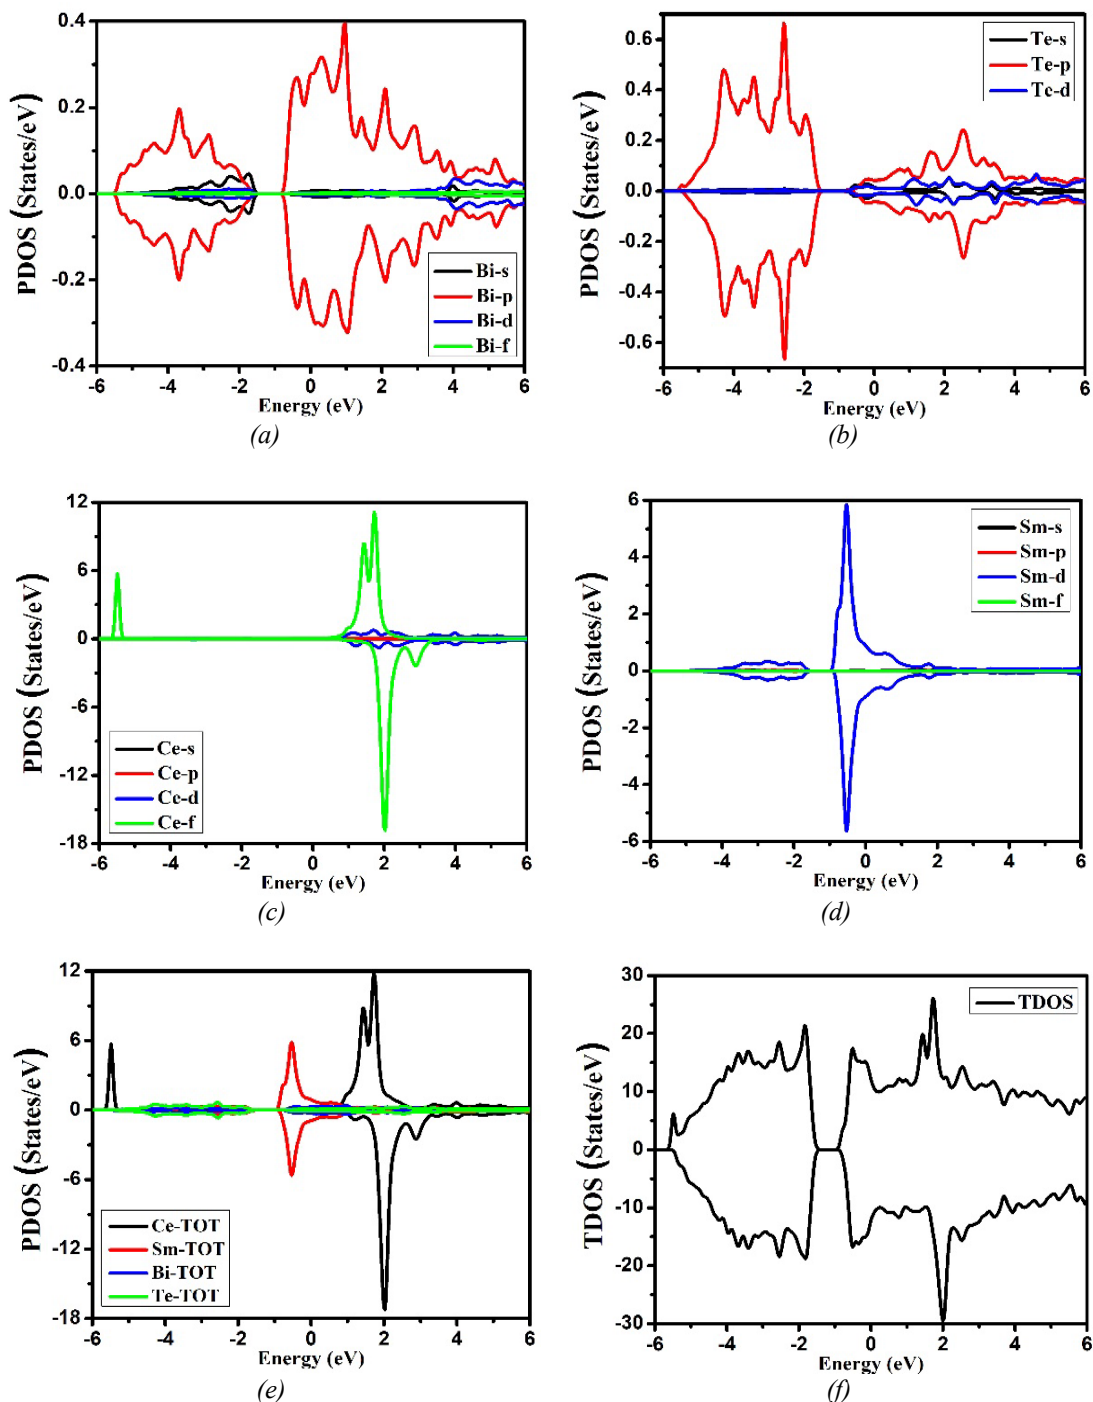 0.4
0.2
0.0
-0.2
-0.4
PDOS (States/eV)
Bi-s
Bi-p
Bi-d
Bi-f
-6 -4 -2 0 2 4 6
Energy (eV)
(a)
0.6
0.4
0.2
0.0
-0.2
-0.4
-0.6
PDOS (States/eV)
Te-s
Te-p
Te-d
-6 -4 -2 0 2 4 6
Energy (eV)
(b)
12
6
0
-6
-12
-18
PDOS (States/eV)
Ce-s
Ce-p
Ce-d
Ce-f
-6 -4 -2 0 2 4 6
Energy (eV)
(c)
6
4
2
0
-2
-4
-6
PDOS (States/eV)
Sm-s
Sm-p
Sm-d
Sm-f
-6 -4 -2 0 2 4 6
Energy (eV)
(d)
12
6
0
-6
-12
-18
PDOS (States/eV)
Ce-TOT
Sm-TOT
Bi-TOT
Te-TOT
-6 -4 -2 0 2 4 6
Energy (eV)
(e)
30
20
10
0
-10
-20
-30
TDOS (States/eV)
TDOS
-6 -4 -2 0 2 4 6
Energy (eV)
(f)